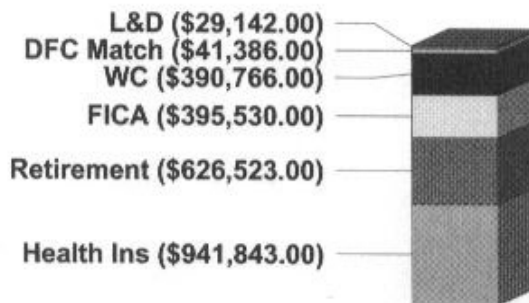 L&D ($29,142.00)
DFC Match ($41,386.00)
WC ($390,766.00)
FICA ($395,530.00)
Retirement ($626,523.00)
Health Ins ($941,843.00)